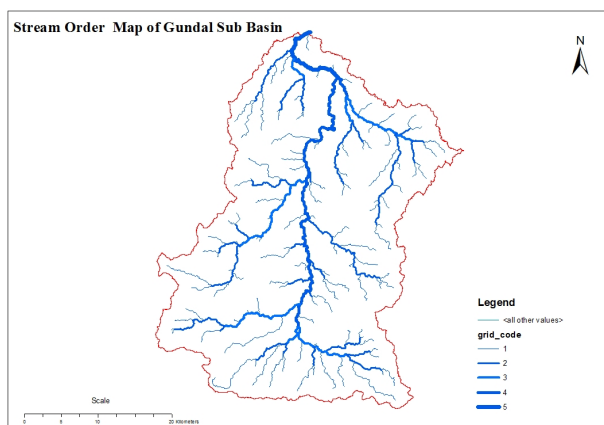 Stream Order Map of Gundal Sub Basin
N
Legend
<all other values>
grid_code
1
2
3
4
5
Scale
0 5 10 20 Kilometers